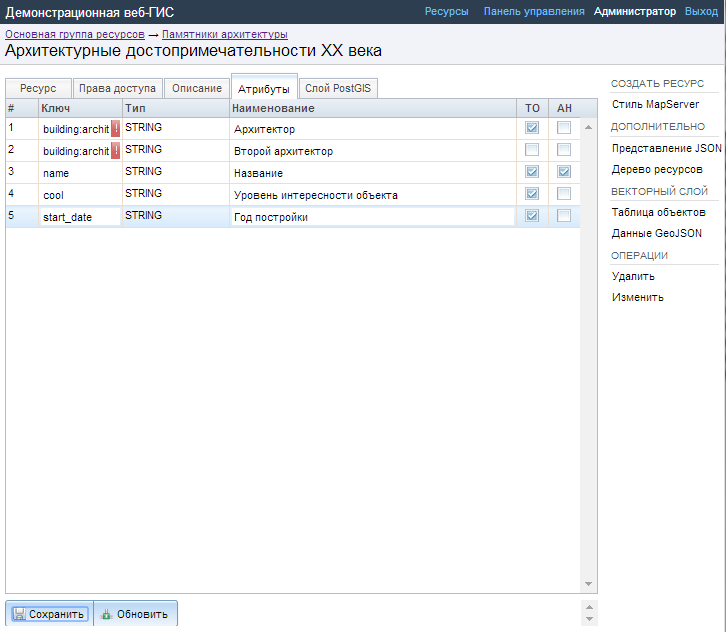 Демонстрационная веб-ГИС Ресурсы Панель управления Администратор Выход
Основная группа ресурсов → Памятники архитектуры
Архитектурные достопримечательности XX века
Ресурс Права доступа Описание Атрибуты Слой PostGIS
# Ключ Тип Наименование ТО АН
1 building:archit STRING Архитектор
2 building:archit STRING Второй архитектор
3 name STRING Название
4 cool STRING Уровень интересности объекта
5 start_date STRING Год постройки
Сохранить Обновить
СОЗДАТЬ РЕСУРС
Стиль MapServer
ДОПОЛНИТЕЛЬНО
Представление JSON
Дерево ресурсов
ВЕКТОРНЫЙ СЛОЙ
Таблица объектов
Данные GeoJSON
ОПЕРАЦИИ
Удалить
Изменить